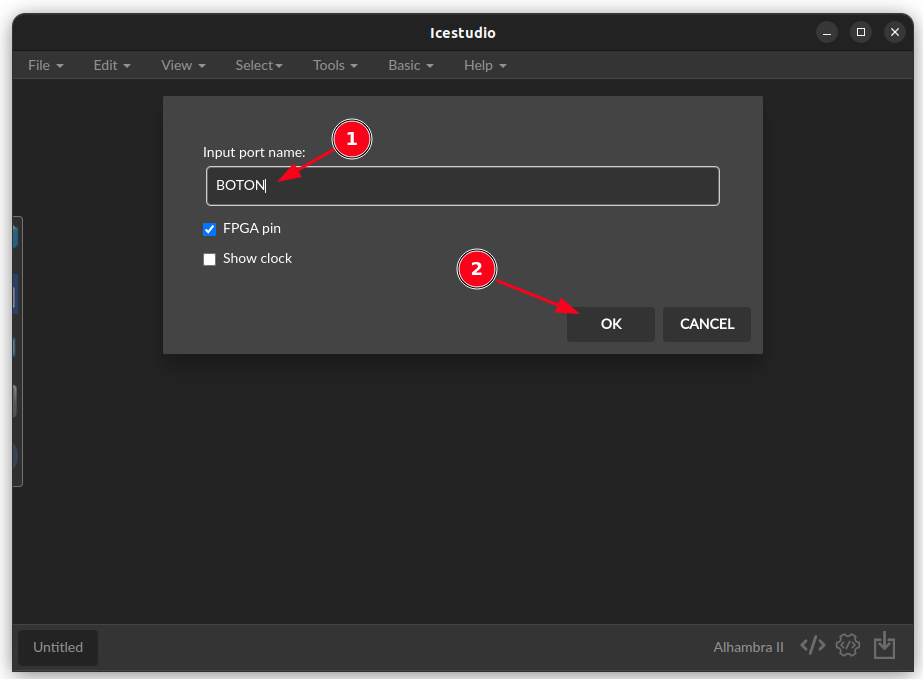 Icestudio
File Edit View Select Tools Basic Help
1
Input port name:
BOTON
FPGA pin
Show clock
2
OK CANCEL
Untitled Alhambra II </>